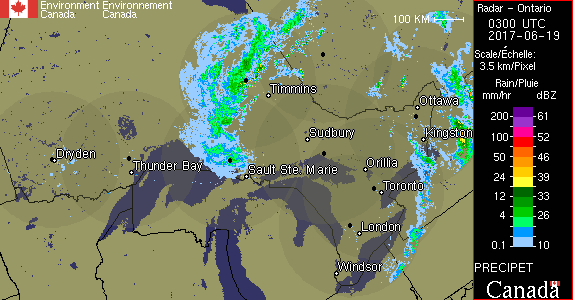 Environment Environnement
Canada Canada
100 KM
Timmins
Ottawa
Sudbury
Kingston
Dryden
Thunder Bay
Sault Ste. Marie
Orillia
Toronto
London
Windsor
Radar - Ontario
0300 UTC
2017-06-19
Scale/Échelle:
3.5 km/Pixel
Rain/Pluie
mm/hr dBZ
200 61
100 52
50 46
24 39
12 33
4 26
0.1 10
PRECIPET
Canada